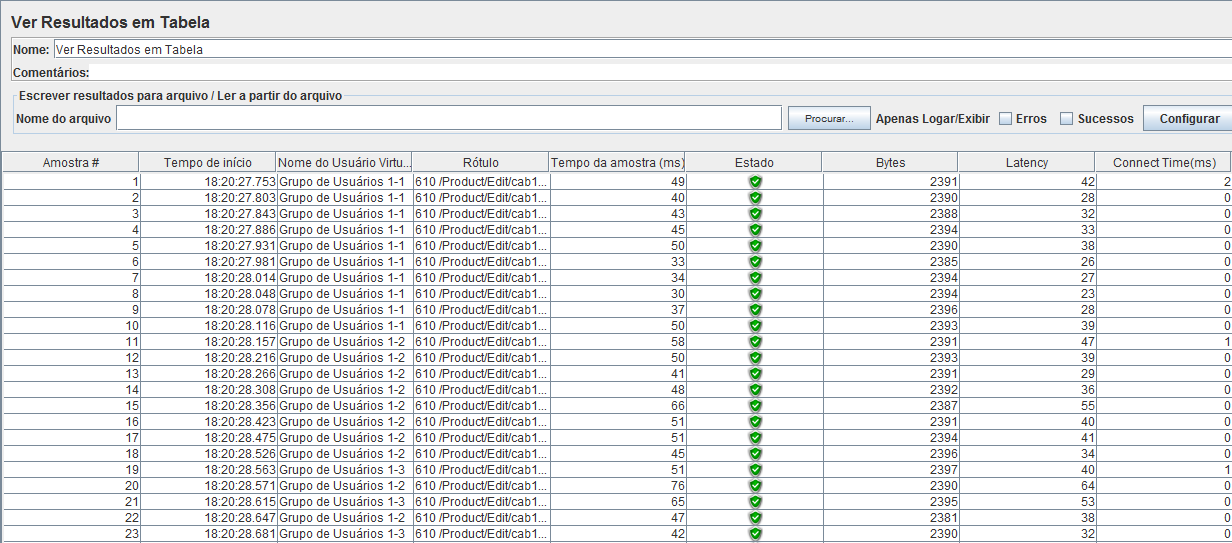 Ver Resultados em Tabela
Nome: Ver Resultados em Tabela
Comentários:
Escrever resultados para arquivo / Ler a partir do arquivo
Nome do arquivo Procurar... Apenas Logar/Exibir Erros Sucessos Configurar
Amostra # Tempo de início Nome do Usuário Virtu... Rótulo Tempo da amostra (ms) Estado Bytes Latency Connect Time(ms)
1 18:20:27.753 Grupo de Usuários 1-1 610 /Product/Edit/cab1... 49 2391 42 2
2 18:20:27.803 Grupo de Usuários 1-1 610 /Product/Edit/cab1... 40 2390 28 0
3 18:20:27.843 Grupo de Usuários 1-1 610 /Product/Edit/cab1... 43 2388 32 0
4 18:20:27.886 Grupo de Usuários 1-1 610 /Product/Edit/cab1... 45 2394 33 0
5 18:20:27.931 Grupo de Usuários 1-1 610 /Product/Edit/cab1... 50 2390 38 0
6 18:20:27.981 Grupo de Usuários 1-1 610 /Product/Edit/cab1... 33 2385 26 0
7 18:20:28.014 Grupo de Usuários 1-1 610 /Product/Edit/cab1... 34 2394 27 0
8 18:20:28.048 Grupo de Usuários 1-1 610 /Product/Edit/cab1... 30 2394 23 0
9 18:20:28.078 Grupo de Usuários 1-1 610 /Product/Edit/cab1... 37 2396 28 0
10 18:20:28.116 Grupo de Usuários 1-1 610 /Product/Edit/cab1... 50 2393 39 0
11 18:20:28.157 Grupo de Usuários 1-2 610 /Product/Edit/cab1... 58 2391 47 1
12 18:20:28.216 Grupo de Usuários 1-2 610 /Product/Edit/cab1... 50 2393 39 0
13 18:20:28.266 Grupo de Usuários 1-2 610 /Product/Edit/cab1... 41 2391 29 0
14 18:20:28.308 Grupo de Usuários 1-2 610 /Product/Edit/cab1... 48 2392 36 0
15 18:20:28.356 Grupo de Usuários 1-2 610 /Product/Edit/cab1... 66 2387 55 0
16 18:20:28.423 Grupo de Usuários 1-2 610 /Product/Edit/cab1... 51 2391 40 0
17 18:20:28.475 Grupo de Usuários 1-2 610 /Product/Edit/cab1... 51 2394 41 0
18 18:20:28.526 Grupo de Usuários 1-2 610 /Product/Edit/cab1... 45 2396 34 0
19 18:20:28.563 Grupo de Usuários 1-3 610 /Product/Edit/cab1... 51 2397 40 1
20 18:20:28.571 Grupo de Usuários 1-2 610 /Product/Edit/cab1... 76 2390 64 0
21 18:20:28.615 Grupo de Usuários 1-3 610 /Product/Edit/cab1... 65 2395 53 0
22 18:20:28.647 Grupo de Usuários 1-2 610 /Product/Edit/cab1... 47 2381 38 0
23 18:20:28.681 Grupo de Usuários 1-3 610 /Product/Edit/cab1... 42 2390 32 0